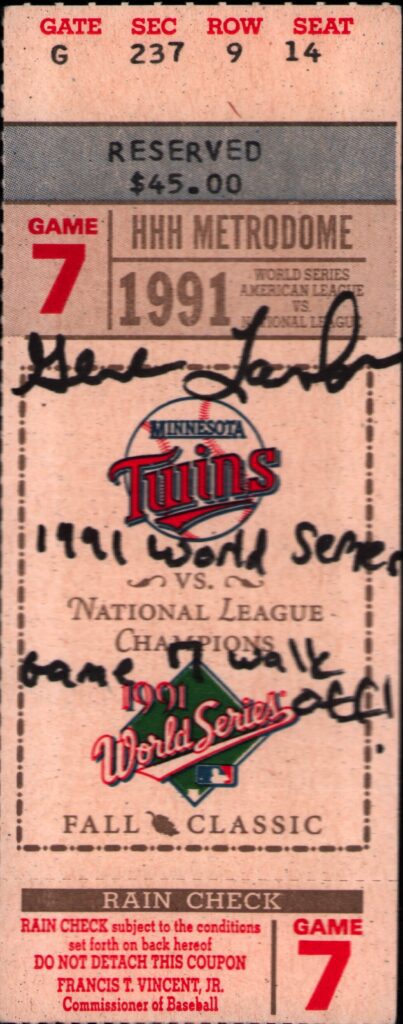 GATE SEC ROW SEAT
G 237 9 14
RESERVED
$45.00
GAME
7
HHH METRODOME
1991
WORLD SERIES
AMERICAN LEAGUE
VS.
NATIONAL LEAGUE
Gene Larkin
MINNESOTA
Twins
1991 World Series
VS.
NATIONAL LEAGUE
CHAMPIONS
Game 7 walk
off!
1991
World Series
FALL CLASSIC
RAIN CHECK
RAIN CHECK subject to the conditions
set forth on back hereof
DO NOT DETACH THIS COUPON
FRANCIS T. VINCENT, JR.
Commissioner of Baseball
GAME
7